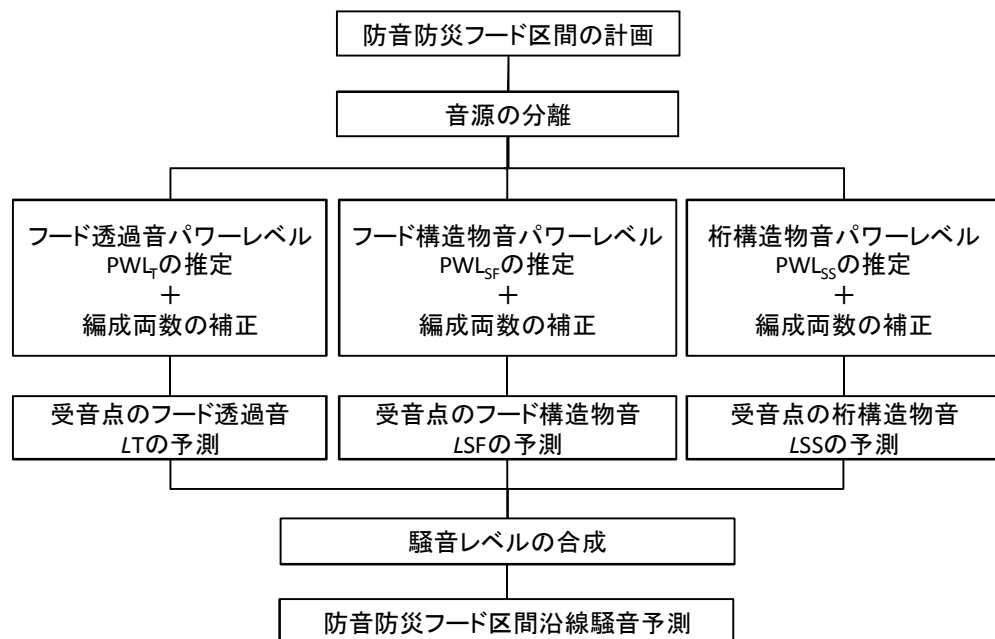 防音防災フード区間の計画
音源の分離
フード透過音パワーレベル
PWLTの推定
＋
編成両数の補正
フード構造物音パワーレベル
PWLSFの推定
＋
編成両数の補正
桁構造物音パワーレベル
PWLSSの推定
＋
編成両数の補正
受音点のフード透過音
LTの予測
受音点のフード構造物音
LSFの予測
受音点の桁構造物音
LSSの予測
騒音レベルの合成
防音防災フード区間沿線騒音予測